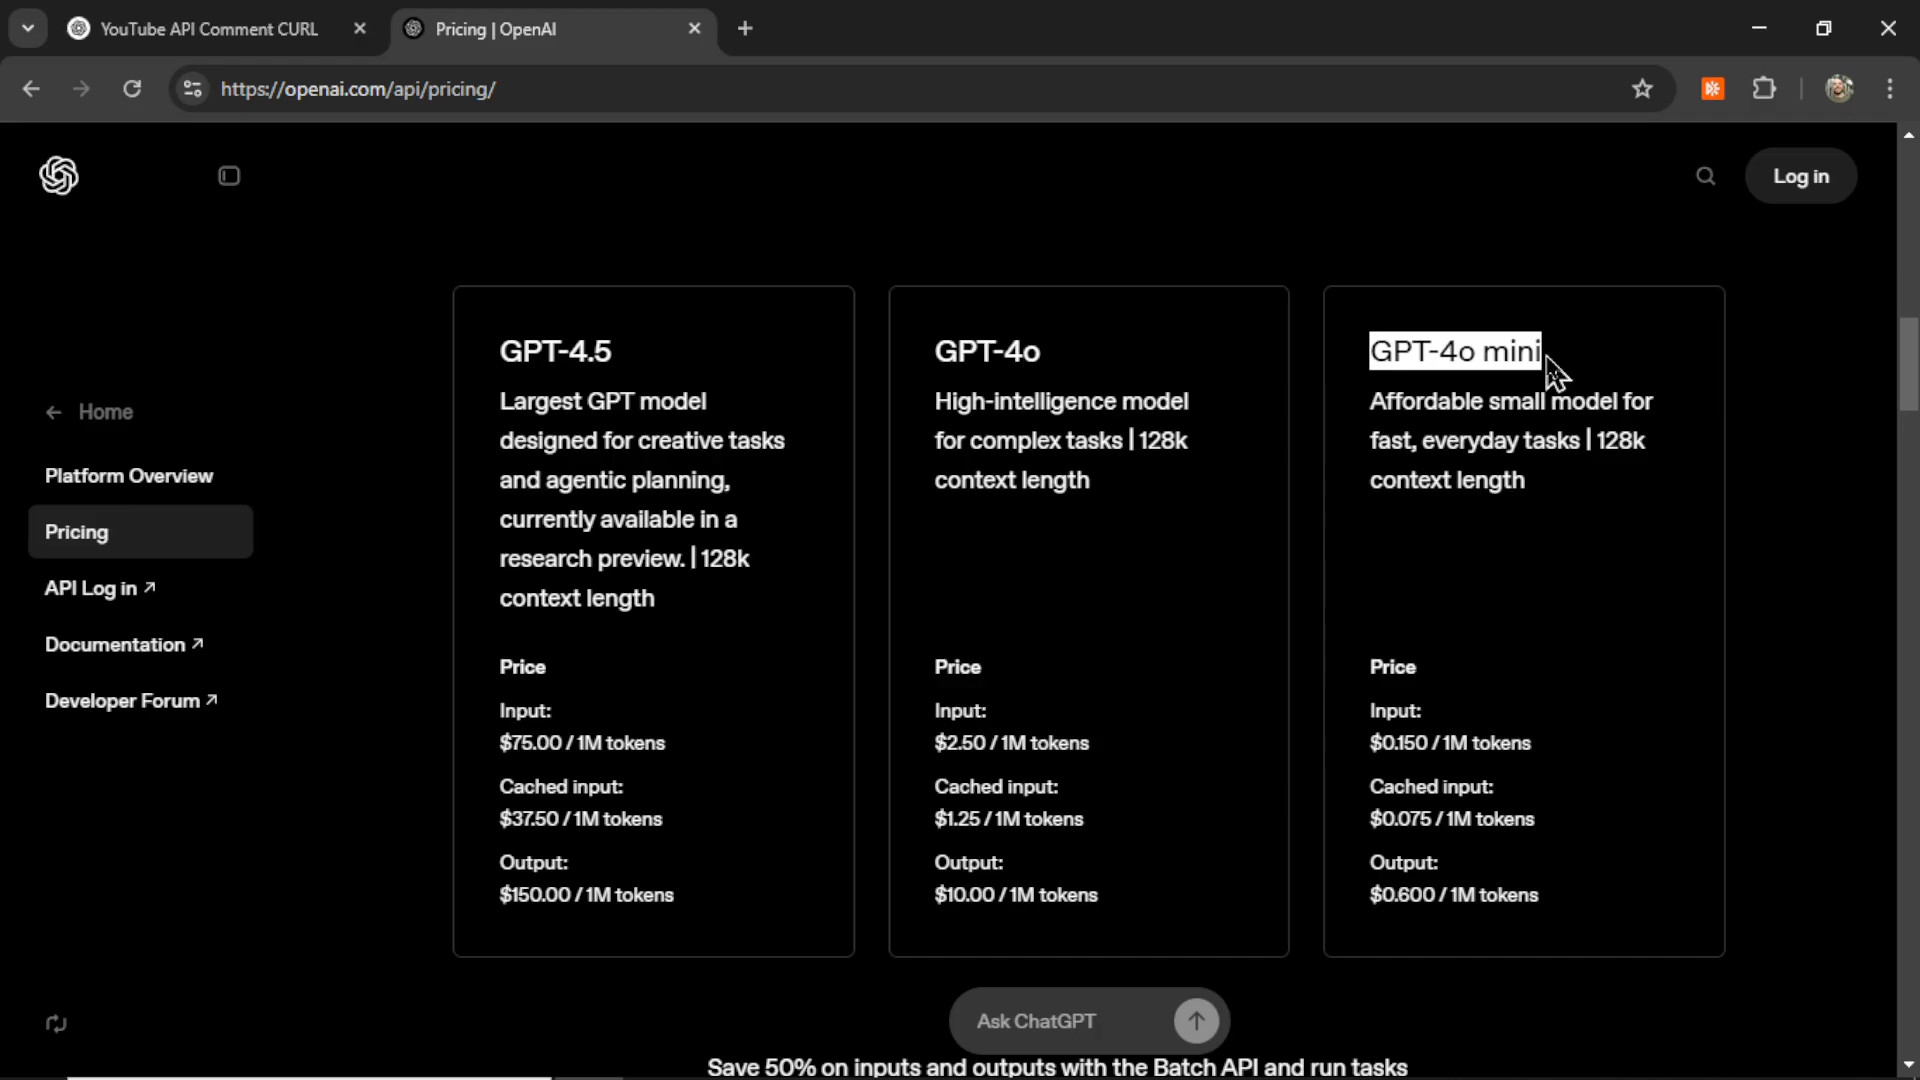 YouTube API Comment CURL
Pricing | OpenAI
https://openai.com/api/pricing/
Log in
Home
Platform Overview
Pricing
API Log in ↗
Documentation ↗
Developer Forum ↗
GPT-4.5
Largest GPT model
designed for creative tasks
and agentic planning,
currently available in a
research preview. | 128k
context length
Price
Input:
$75.00 / 1M tokens
Cached input:
$37.50 / 1M tokens
Output:
$150.00 / 1M tokens
GPT-4o
High-intelligence model
for complex tasks | 128k
context length
Price
Input:
$2.50 / 1M tokens
Cached input:
$1.25 / 1M tokens
Output:
$10.00 / 1M tokens
GPT-4o mini
Affordable small model for
fast, everyday tasks | 128k
context length
Price
Input:
$0.150 / 1M tokens
Cached input:
$0.075 / 1M tokens
Output:
$0.600 / 1M tokens
Ask ChatGPT
Save 50% on inputs and outputs with the Batch API and run tasks